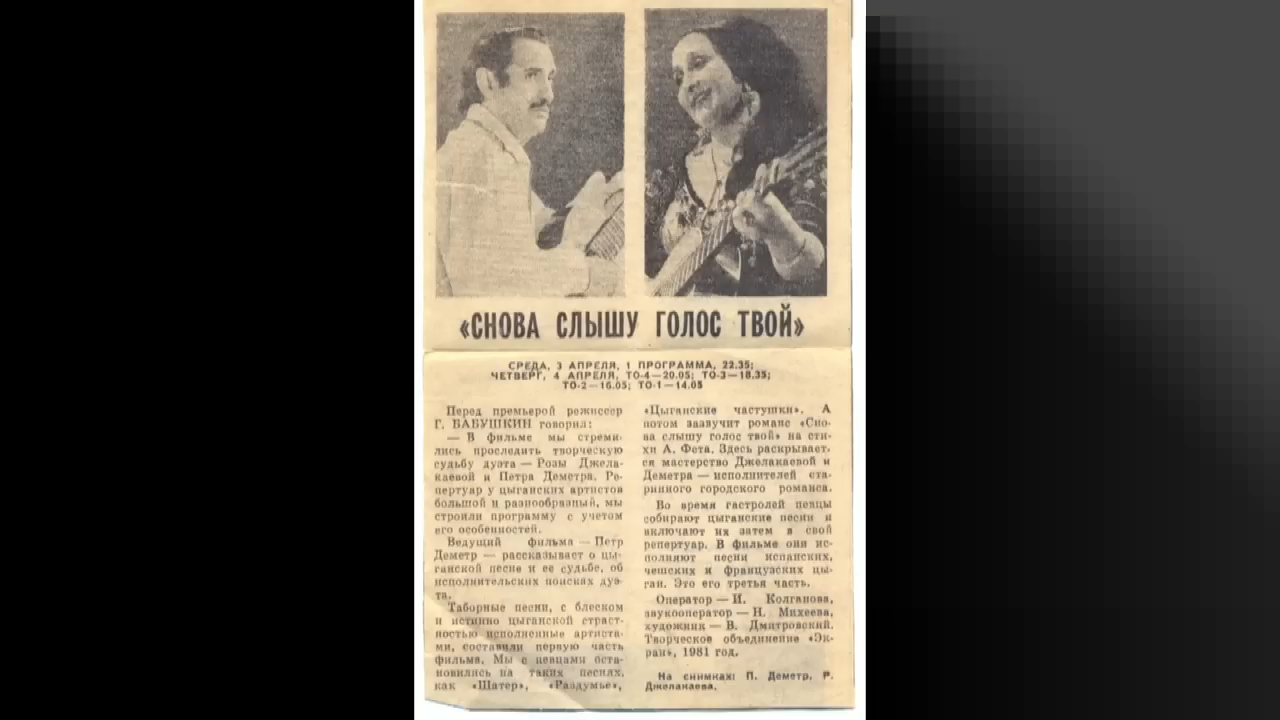 «СНОВА СЛЫШУ ГОЛОС ТВОЙ»
СРЕДА, 3 АПРЕЛЯ, 1 ПРОГРАММА, 22.35;
ЧЕТВЕРГ, 4 АПРЕЛЯ, ТО-4—20.05; ТО-3—18.35;
ТО-2—16.05; ТО-1—14.05
Перед премьерой режиссер
Г. БАБУШКИН говорил:
— В фильме мы стреми-
лись проследить творческую
судьбу дуэта — Розы Джела-
каевой и Петра Деметра. Ре-
пертуар у цыганских артистов
большой и разнообразный, мы
строили программу с учетом
его особенностей.
Ведущий фильма — Петр
Деметр — рассказывает о цы-
ганской песне и ее судьбе, об
исполнительских поисках дуэ-
та.
Таборные песни, с блеском
и истинно цыганской страст-
ностью исполненные артиста-
ми, составили первую часть
фильма. Мы с певцами оста-
новились на таких песнях,
как «Шатер», «Раздумье»,
«Цыганские частушки». А
потом зазвучит романс «Сно-
ва слышу голос твой» на сти-
хи А. Фета. Здесь раскрывает-
ся мастерство Джелакаевой и
Деметра — исполнителей ста-
ринного городского романса.
Во время гастролей певцы
собирают цыганские песни и
включают их затем в свой
репертуар. В фильме они ис-
полняют песни испанских,
чешских и французских цы-
ган. Это его третья часть.
Оператор — И. Колганова,
звукооператор — Н. Михеева,
художник — В. Дмитровский.
Творческое объединение «Эк-
ран», 1981 год.
На снимках: П. Деметр, Р.
Джелакаева.